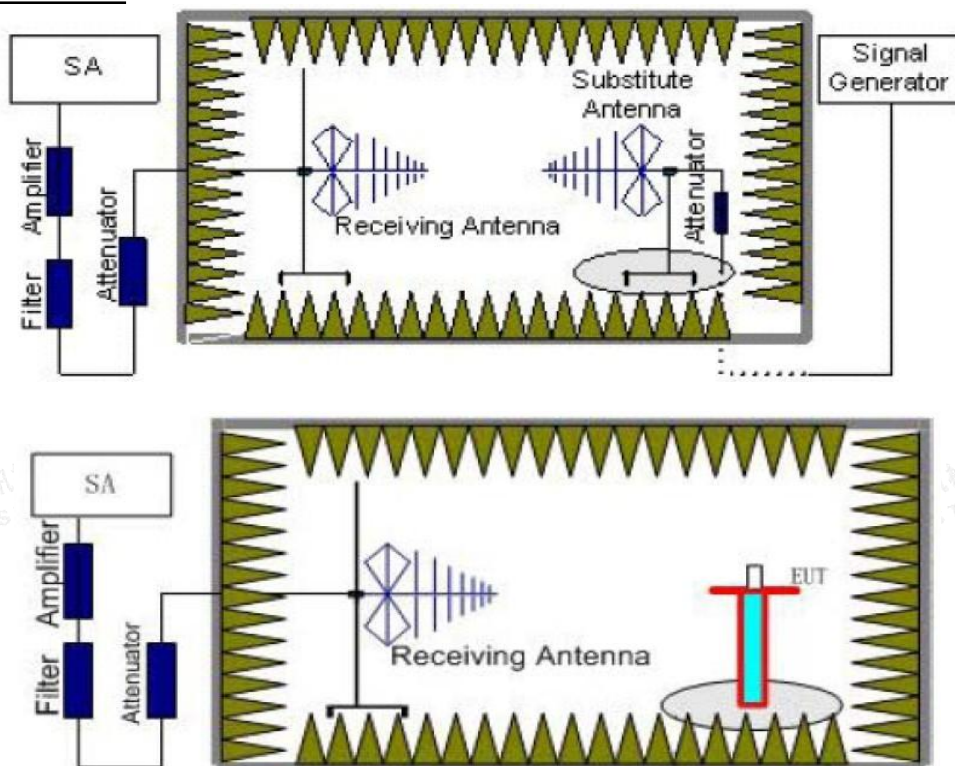 SA
Signal
Generator
Substitute
Antenna
Amplifier
Attenuator
Filter
Receiving Antenna
Attenuator
SA
Amplifier
Filter
Attenuator
EUT
Receiving Antenna